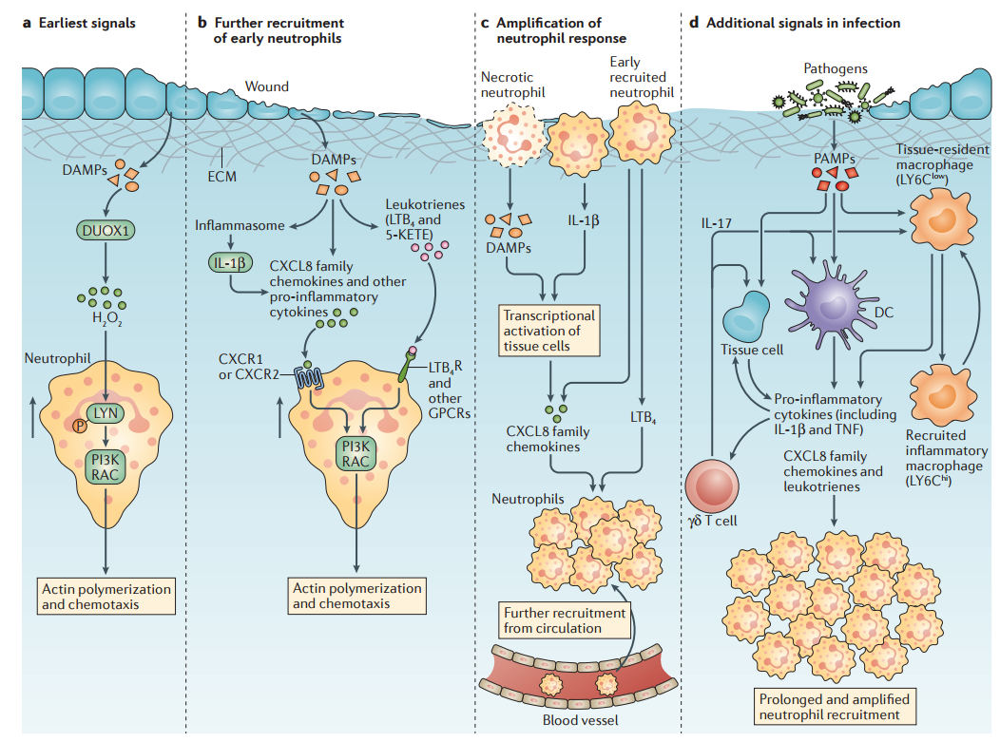 a Earliest signals
DAMPs
DUOX1
H2O2
Neutrophil
LYN
P
PI3K
RAC
Actin polymerization
and chemotaxis
b Further recruitment
of early neutrophils
Wound
ECM
DAMPs
Inflammasome
Leukotrienes
(LTB4 and
5-KETE)
IL-1β
CXCL8 family
chemokines and other
pro-inflammatory
cytokines
CXCR1
or CXCR2
LTB4R
and
other
GPCRs
PI3K
RAC
Actin polymerization
and chemotaxis
c Amplification of
neutrophil response
Necrotic
neutrophil
Early
recruited
neutrophil
DAMPs
IL-1β
Transcriptional
activation of
tissue cells
CXCL8 family
chemokines
LTB4
Neutrophils
Further recruitment
from circulation
Blood vessel
d Additional signals in infection
Pathogens
PAMPs
Tissue-resident
macrophage
(LY6Clow)
IL-17
DC
Tissue cell
Pro-inflammatory
cytokines (including
IL-1β and TNF)
CXCL8 family
chemokines and
leukotrienes
Recruited
inflammatory
macrophage
(LY6Chi)
γδ T cell
Prolonged and amplified
neutrophil recruitment